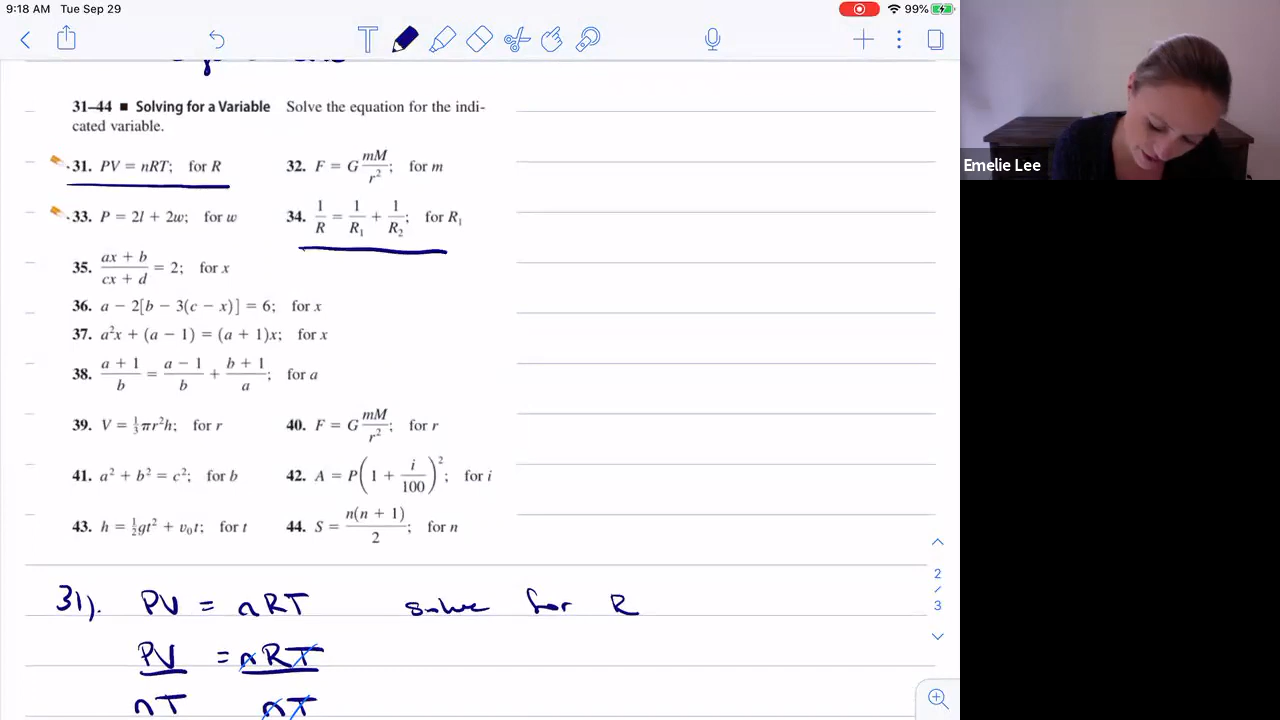 9:18 AM Tue Sep 29
99%
T
31–44 ■ Solving for a Variable Solve the equation for the indi-
cated variable.
31. PV = nRT; for R
32. F = G mM/r²; for m
33. P = 2l + 2w; for w
34. 1/R = 1/R₁ + 1/R₂; for R₁
35. (ax + b)/(cx + d) = 2; for x
36. a − 2[b − 3(c − x)] = 6; for x
37. a²x + (a − 1) = (a + 1)x; for x
38. (a + 1)/b = (a − 1)/b + (b + 1)/a; for a
39. V = ⅓πr²h; for r
40. F = G mM/r²; for r
41. a² + b² = c²; for b
42. A = P(1 + i/100)²; for i
43. h = ½gt² + v₀t; for t
44. S = n(n + 1)/2; for n
2
/
3
31). PV = nRT solve for R
PV = nRT
nT nT
Emelie Lee